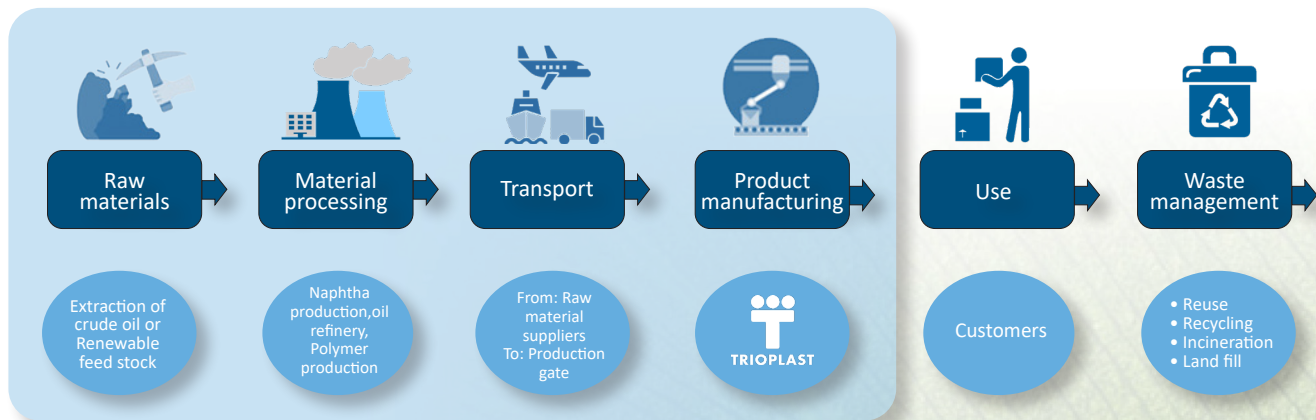 Raw
materials
Material
processing
Transport
Product
manufacturing
Use
Waste
management
Extraction of
crude oil or
Renewable
feed stock
Naphtha
production,oil
refinery,
Polymer
production
From: Raw
material
suppliers
To: Production
gate
TRIOPLAST
Customers
• Reuse
• Recycling
• Incineration
• Land fill